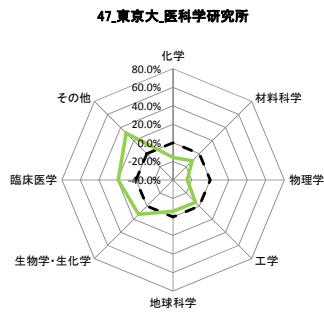 47_東京大_医科学研究所
化学
80.0%
60.0%
40.0%
20.0%
0.0%
-20.0%
-40.0%
材料科学
物理学
工学
地球科学
生物学・生化学
臨床医学
その他